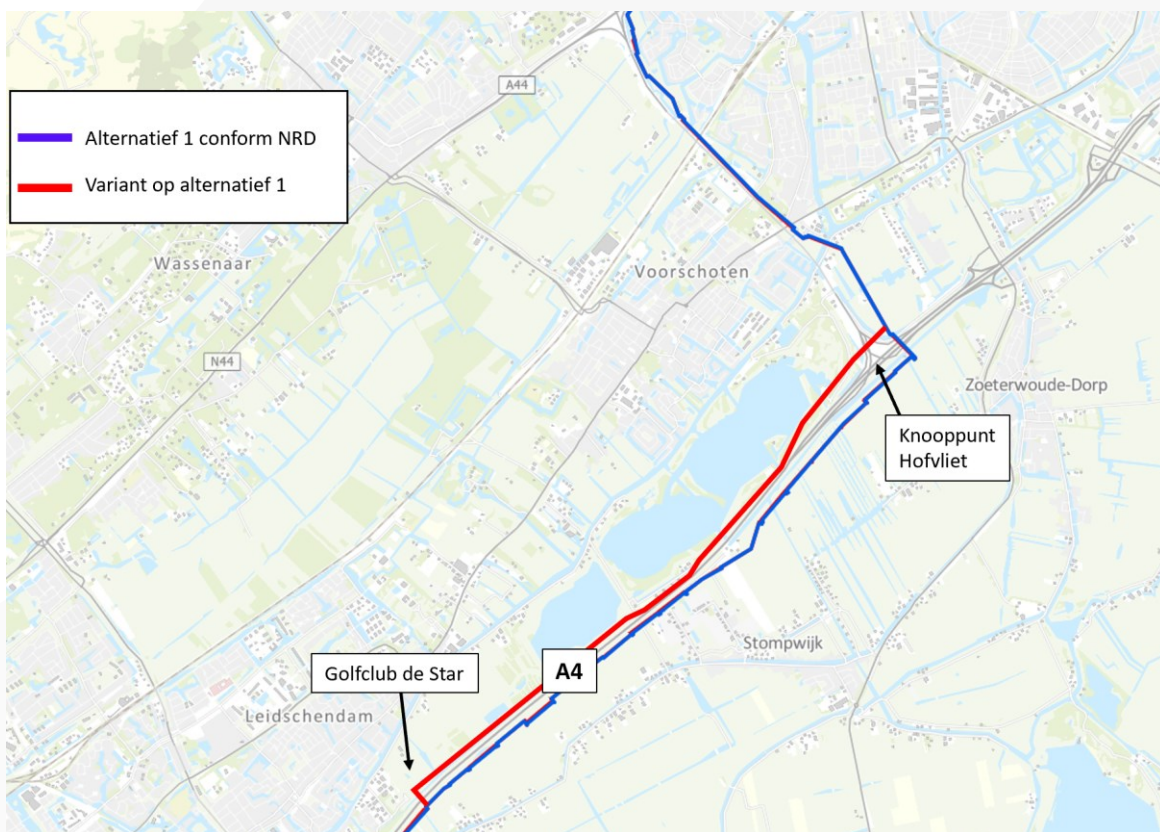 A44
Alternatief 1 conform NRD
Variant op alternatief 1
Wassenaar
Voorschoten
N44
Zoeterwoude-Dorp
Knooppunt
Hofvliet
Stompwijk
Golfclub de Star
A4
Leidschendam